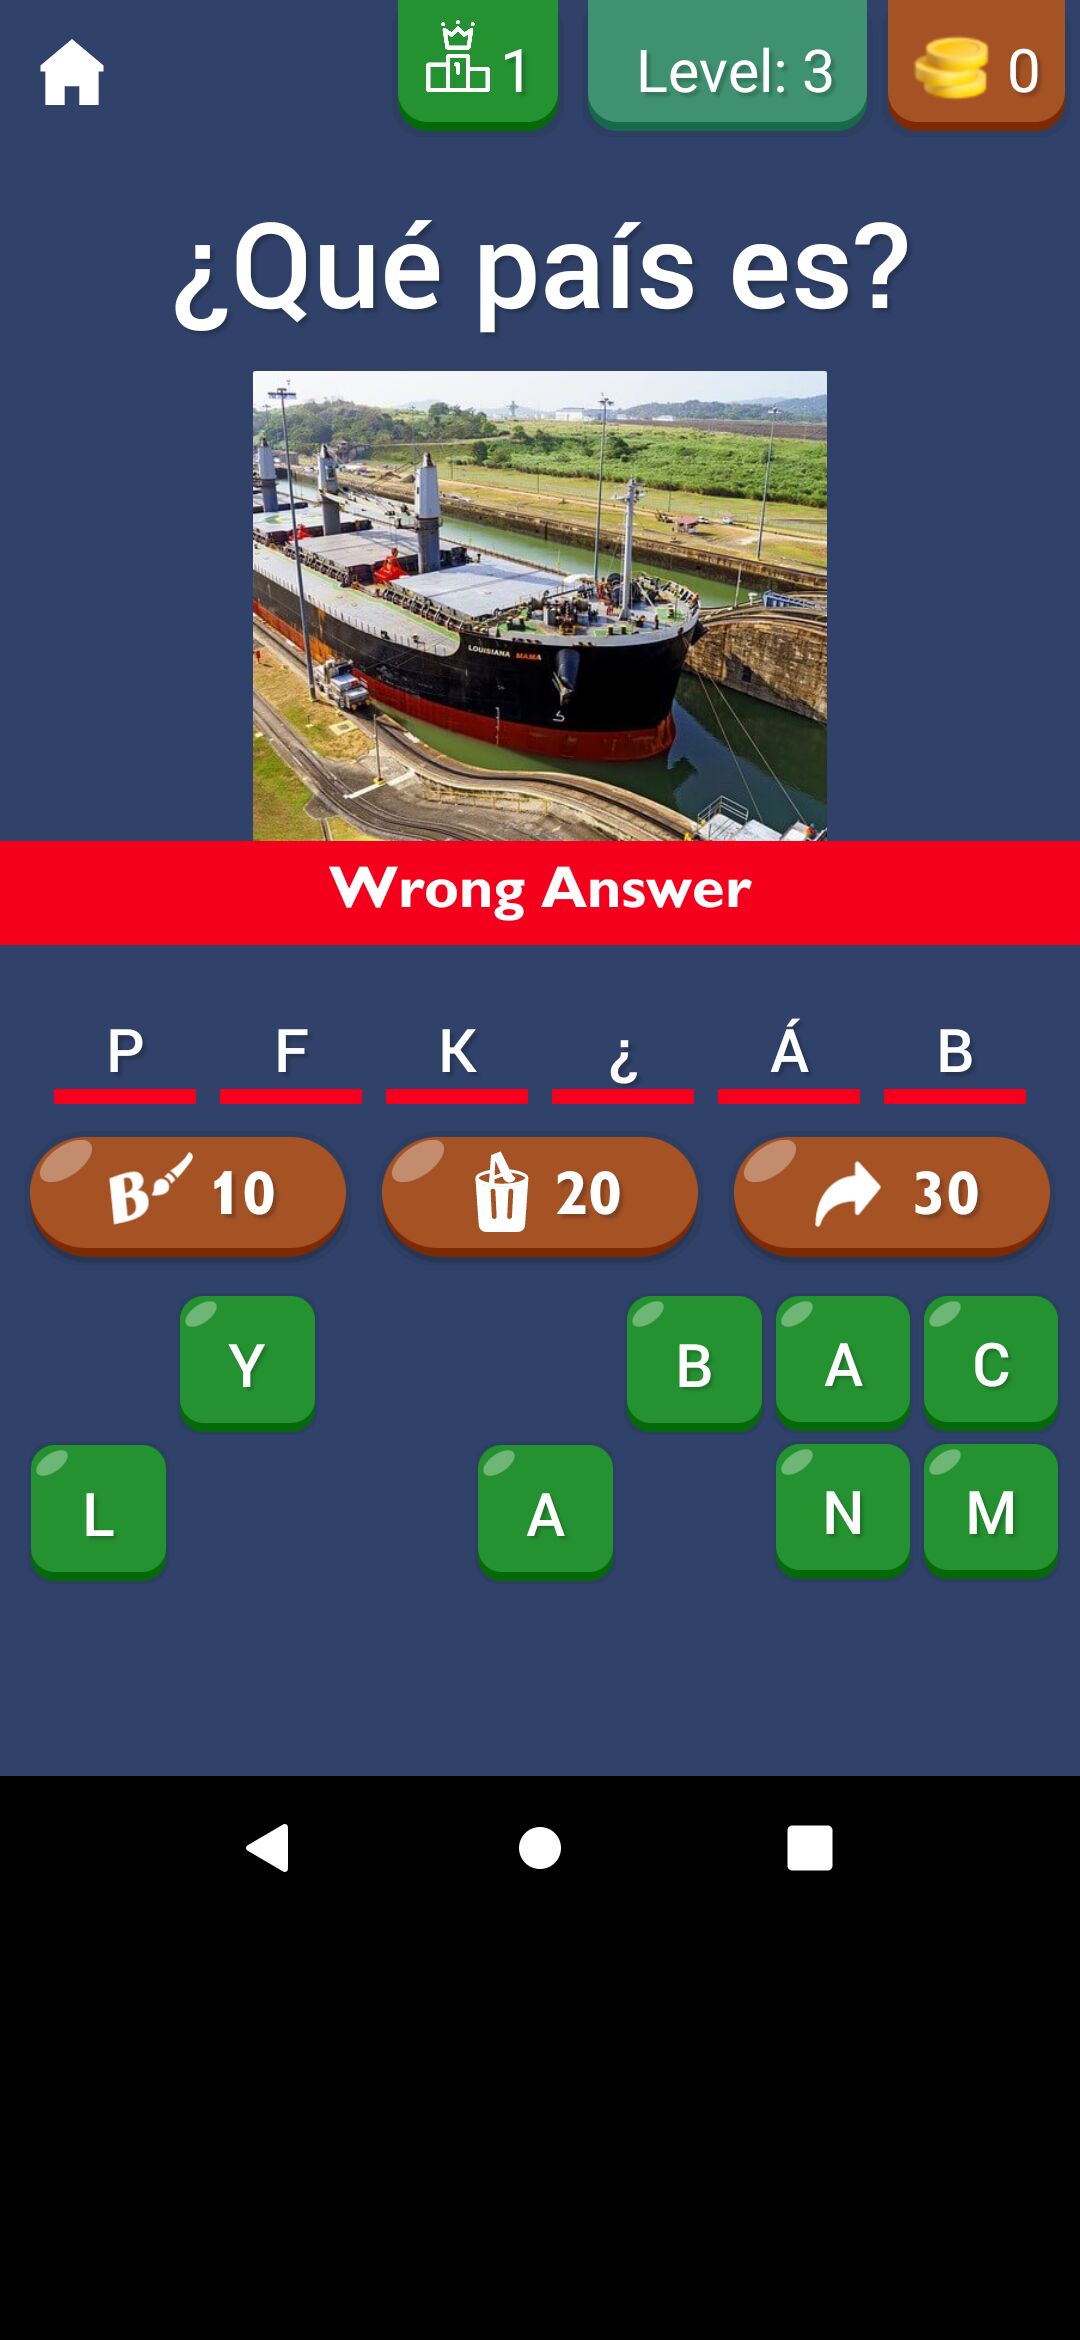 1
Level: 3
0
¿Qué país es?
LOUISIANA MAMA
Wrong Answer
P F K ¿ Á B
B 10 20 30
Y B A C
L A N M